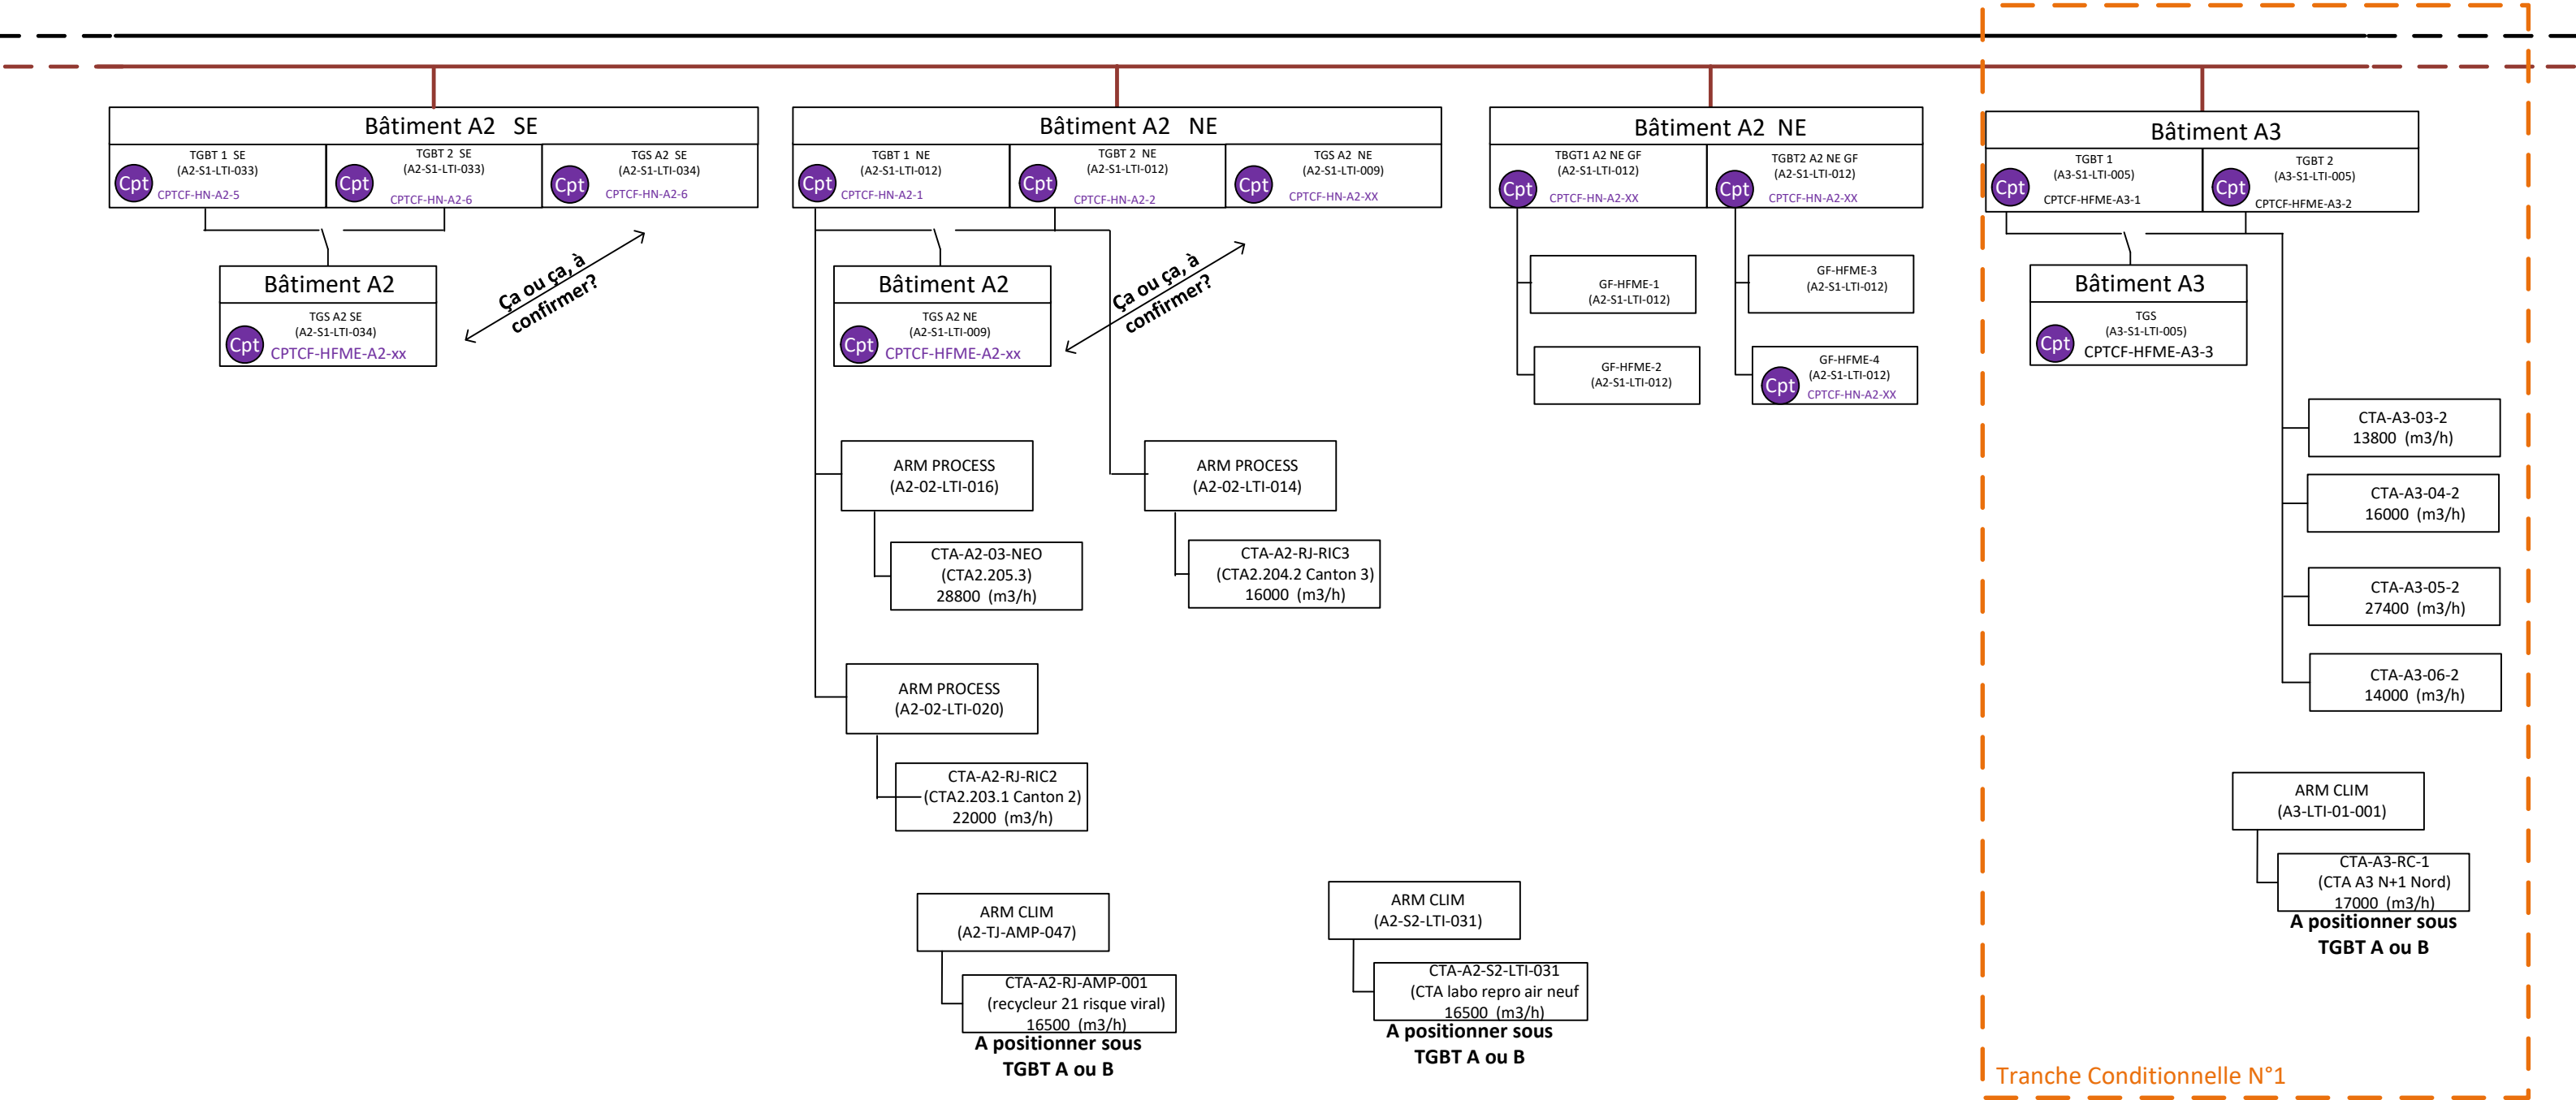 Bâtiment A2 SE
TGBT 1 SE
(A2-S1-LTI-033)
Cpt
CPTCF-HN-A2-5
TGBT 2 SE
(A2-S1-LTI-033)
Cpt
CPTCF-HN-A2-6
TGS A2 SE
(A2-S1-LTI-034)
Cpt
CPTCF-HN-A2-6
Bâtiment A2
TGS A2 SE
(A2-S1-LTI-034)
Cpt
CPTCF-HFME-A2-xx
Ça ou ça, à
confirmer?
Bâtiment A2 NE
TGBT 1 NE
(A2-S1-LTI-012)
Cpt
CPTCF-HN-A2-1
TGBT 2 NE
(A2-S1-LTI-012)
Cpt
CPTCF-HN-A2-2
TGS A2 NE
(A2-S1-LTI-009)
Cpt
CPTCF-HN-A2-XX
Bâtiment A2
TGS A2 NE
(A2-S1-LTI-009)
Cpt
CPTCF-HFME-A2-xx
Ça ou ça, à
confirmer?
ARM PROCESS
(A2-02-LTI-016)
CTA-A2-03-NEO
(CTA2.205.3)
28800 (m3/h)
ARM PROCESS
(A2-02-LTI-014)
CTA-A2-RJ-RIC3
(CTA2.204.2 Canton 3)
16000 (m3/h)
ARM PROCESS
(A2-02-LTI-020)
CTA-A2-RJ-RIC2
(CTA2.203.1 Canton 2)
22000 (m3/h)
ARM CLIM
(A2-TJ-AMP-047)
CTA-A2-RJ-AMP-001
(recycleur 21 risque viral)
16500 (m3/h)
A positionner sous
TGBT A ou B
ARM CLIM
(A2-S2-LTI-031)
CTA-A2-S2-LTI-031
(CTA labo repro air neuf
16500 (m3/h)
A positionner sous
TGBT A ou B
Bâtiment A2 NE
TBGT1 A2 NE GF
(A2-S1-LTI-012)
Cpt
CPTCF-HN-A2-XX
TGBT2 A2 NE GF
(A2-S1-LTI-012)
Cpt
CPTCF-HN-A2-XX
GF-HFME-1
(A2-S1-LTI-012)
GF-HFME-2
(A2-S1-LTI-012)
GF-HFME-3
(A2-S1-LTI-012)
GF-HFME-4
(A2-S1-LTI-012)
Cpt
CPTCF-HN-A2-XX
Bâtiment A3
TGBT 1
(A3-S1-LTI-005)
Cpt
CPTCF-HFME-A3-1
TGBT 2
(A3-S1-LTI-005)
Cpt
CPTCF-HFME-A3-2
Bâtiment A3
TGS
(A3-S1-LTI-005)
Cpt
CPTCF-HFME-A3-3
CTA-A3-03-2
13800 (m3/h)
CTA-A3-04-2
16000 (m3/h)
CTA-A3-05-2
27400 (m3/h)
CTA-A3-06-2
14000 (m3/h)
ARM CLIM
(A3-LTI-01-001)
CTA-A3-RC-1
(CTA A3 N+1 Nord)
17000 (m3/h)
A positionner sous
TGBT A ou B
Tranche Conditionnelle N°1